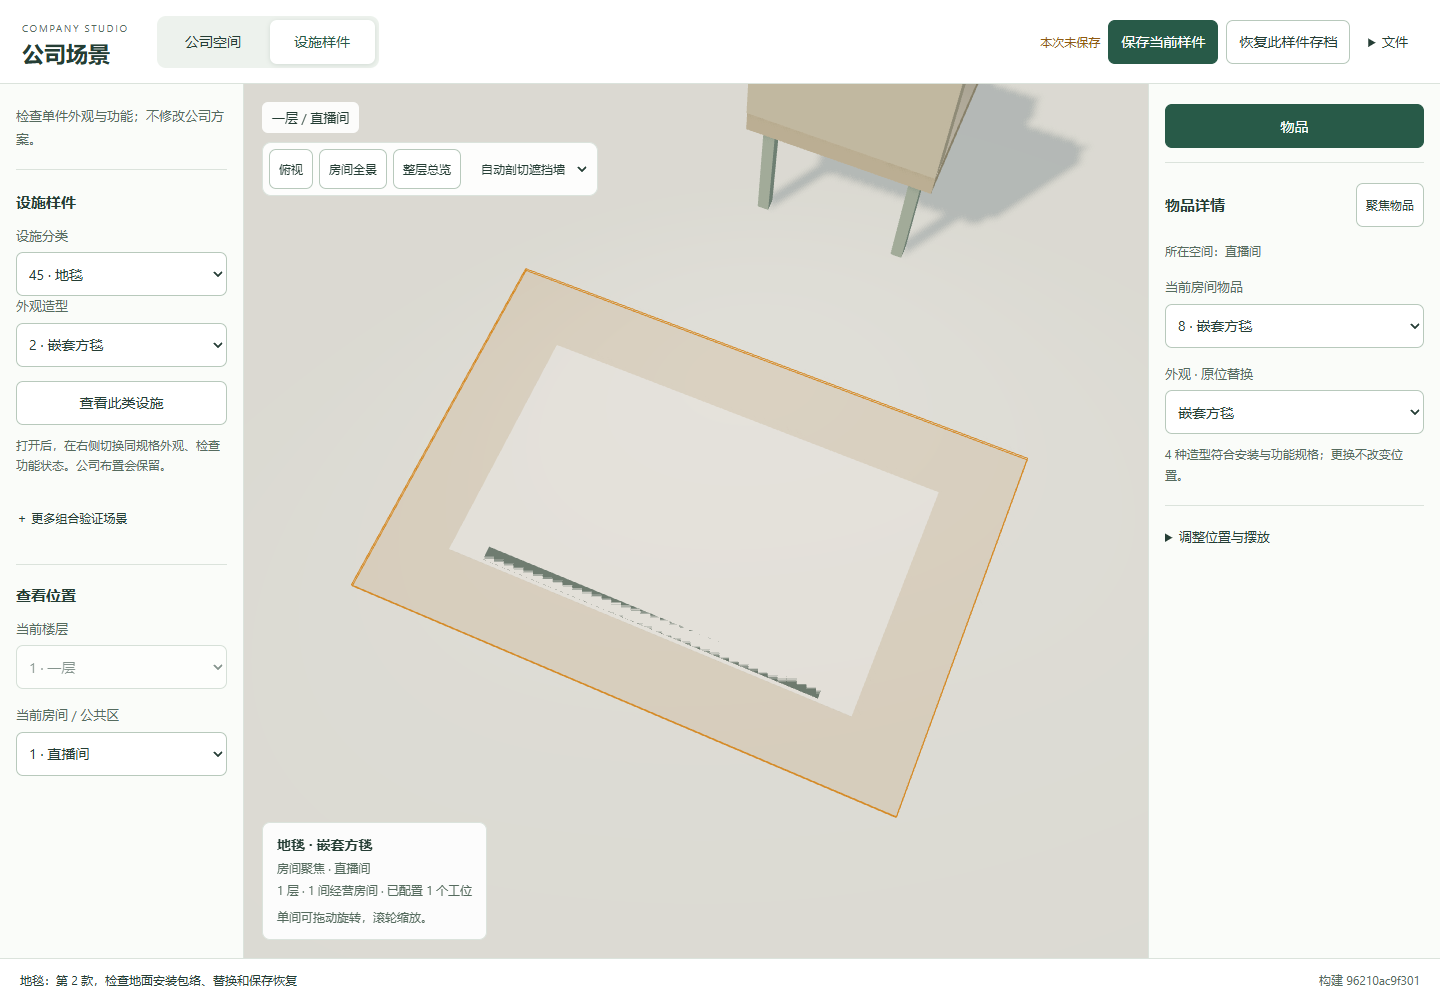 COMPANY STUDIO
公司场景
公司空间
设施样件
本次未保存
保存当前样件
恢复此样件存档
▶ 文件
检查单件外观与功能；不修改公司方
案。
设施样件
设施分类
45 · 地毯
外观造型
2 · 嵌套方毯
查看此类设施
打开后，在右侧切换同规格外观、检查
功能状态。公司布置会保留。
+ 更多组合验证场景
查看位置
当前楼层
1 · 一层
当前房间 / 公共区
1 · 直播间
一层 / 直播间
俯视
房间全景
整层总览
自动剖切遮挡墙
地毯 · 嵌套方毯
房间聚焦 · 直播间
1 层 · 1 间经营房间 · 已配置 1 个工位
单间可拖动旋转，滚轮缩放。
物品
物品详情
聚焦物品
所在空间：直播间
当前房间物品
8 · 嵌套方毯
外观 · 原位替换
嵌套方毯
4 种造型符合安装与功能规格；更换不改变位
置。
▶ 调整位置与摆放
地毯：第 2 款，检查地面安装包络、替换和保存恢复
构建 96210ac9f301